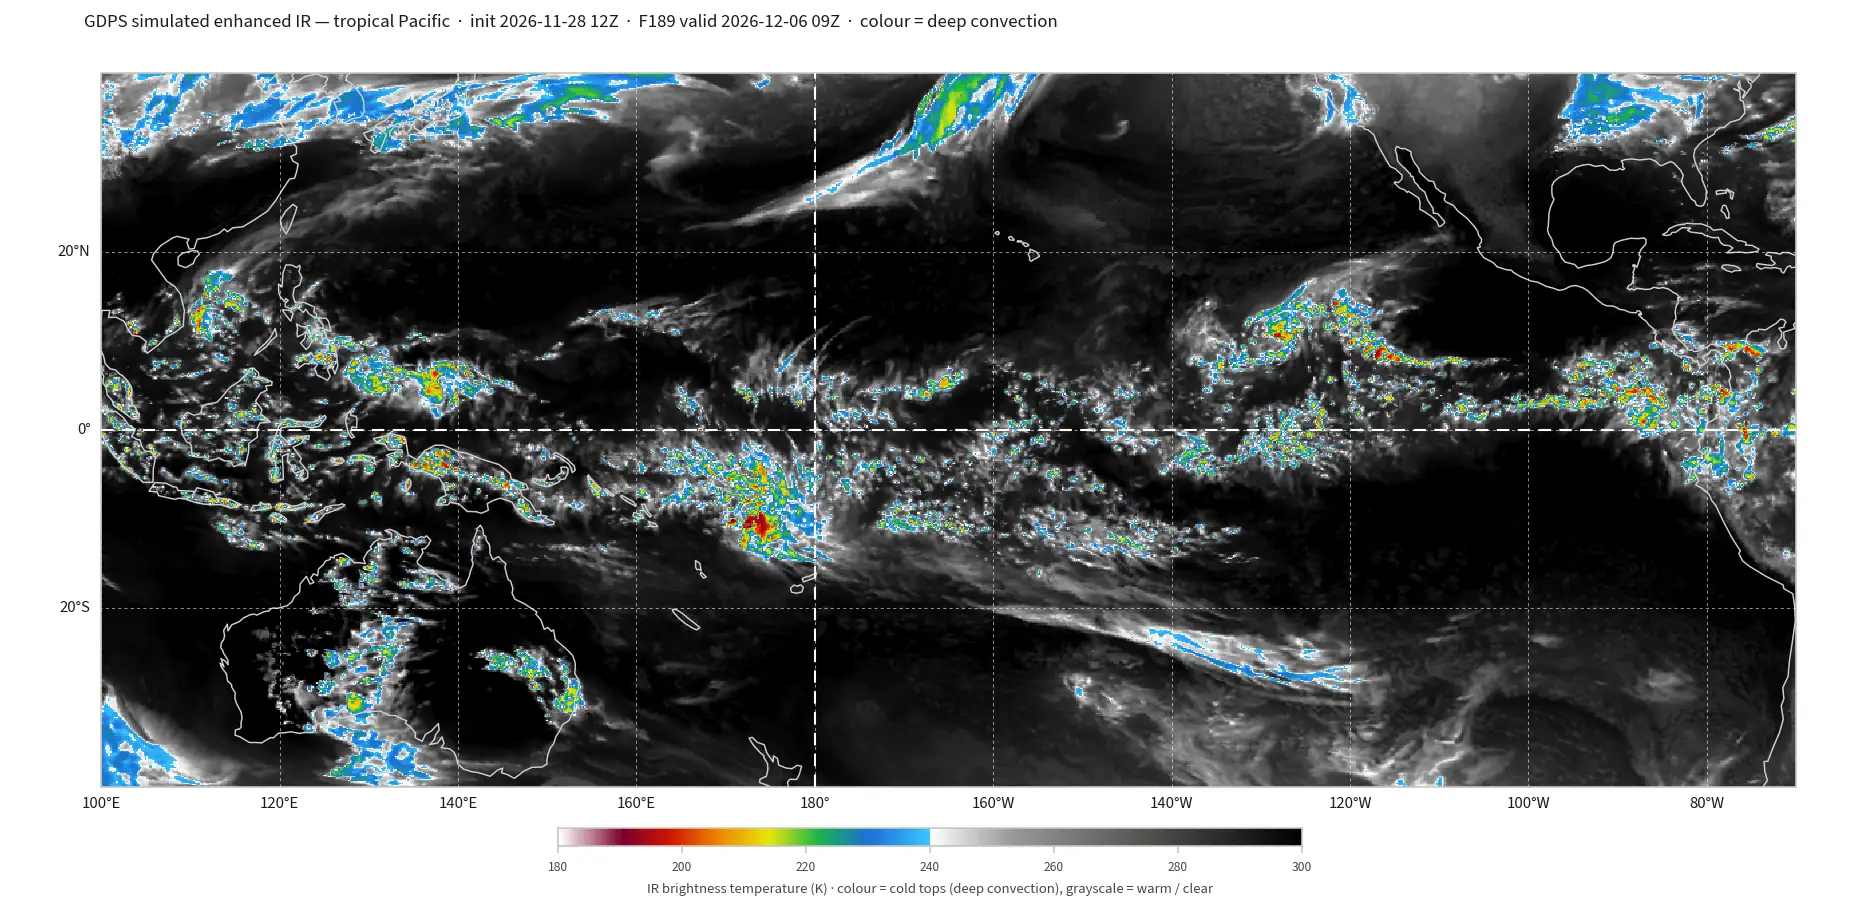 GDPS simulated enhanced IR — tropical Pacific · init 2026-11-28 12Z · F189 valid 2026-12-06 09Z · colour = deep convection
20°N
0°
20°S
100°E 120°E 140°E 160°E 180° 160°W 140°W 120°W 100°W 80°W
180 200 220 240 260 280 300
IR brightness temperature (K) · colour = cold tops (deep convection), grayscale = warm / clear